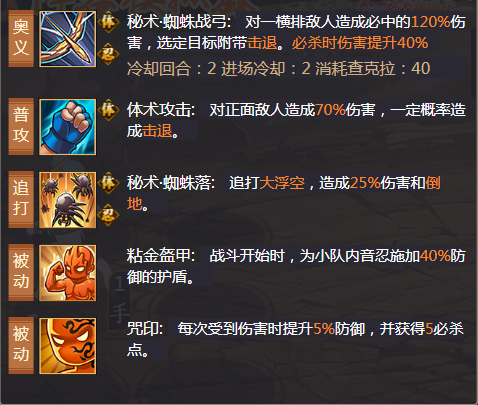 奥义
体
忍
秘术·蜘蛛战弓： 对一横排敌人造成必中的120%伤
害，选定目标附带击退。必杀时伤害提升40%
冷却回合：2 进场冷却：2 消耗查克拉：40
普攻
体
体术攻击： 对正面敌人造成70%伤害，一定概率造
成击退。
追打
体
忍
秘术·蜘蛛落： 追打大浮空，造成25%伤害和倒
地。
被动
粘金盔甲： 战斗开始时，为小队内音忍施加40%防
御的护盾。
1
手
被动
咒印： 每次受到伤害时提升5%防御，并获得5必杀
点。